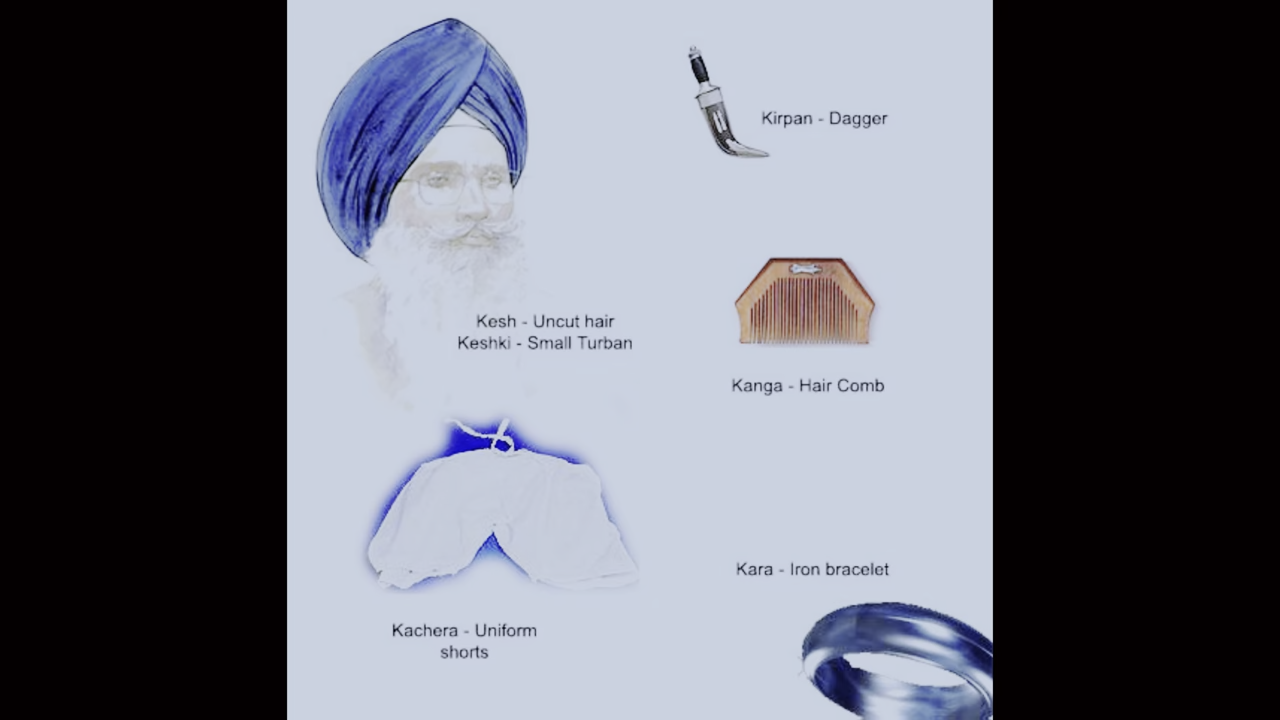 Kirpan - Dagger
Kesh - Uncut hair
Keshki - Small Turban
Kanga - Hair Comb
Kara - Iron bracelet
Kachera - Uniform
shorts